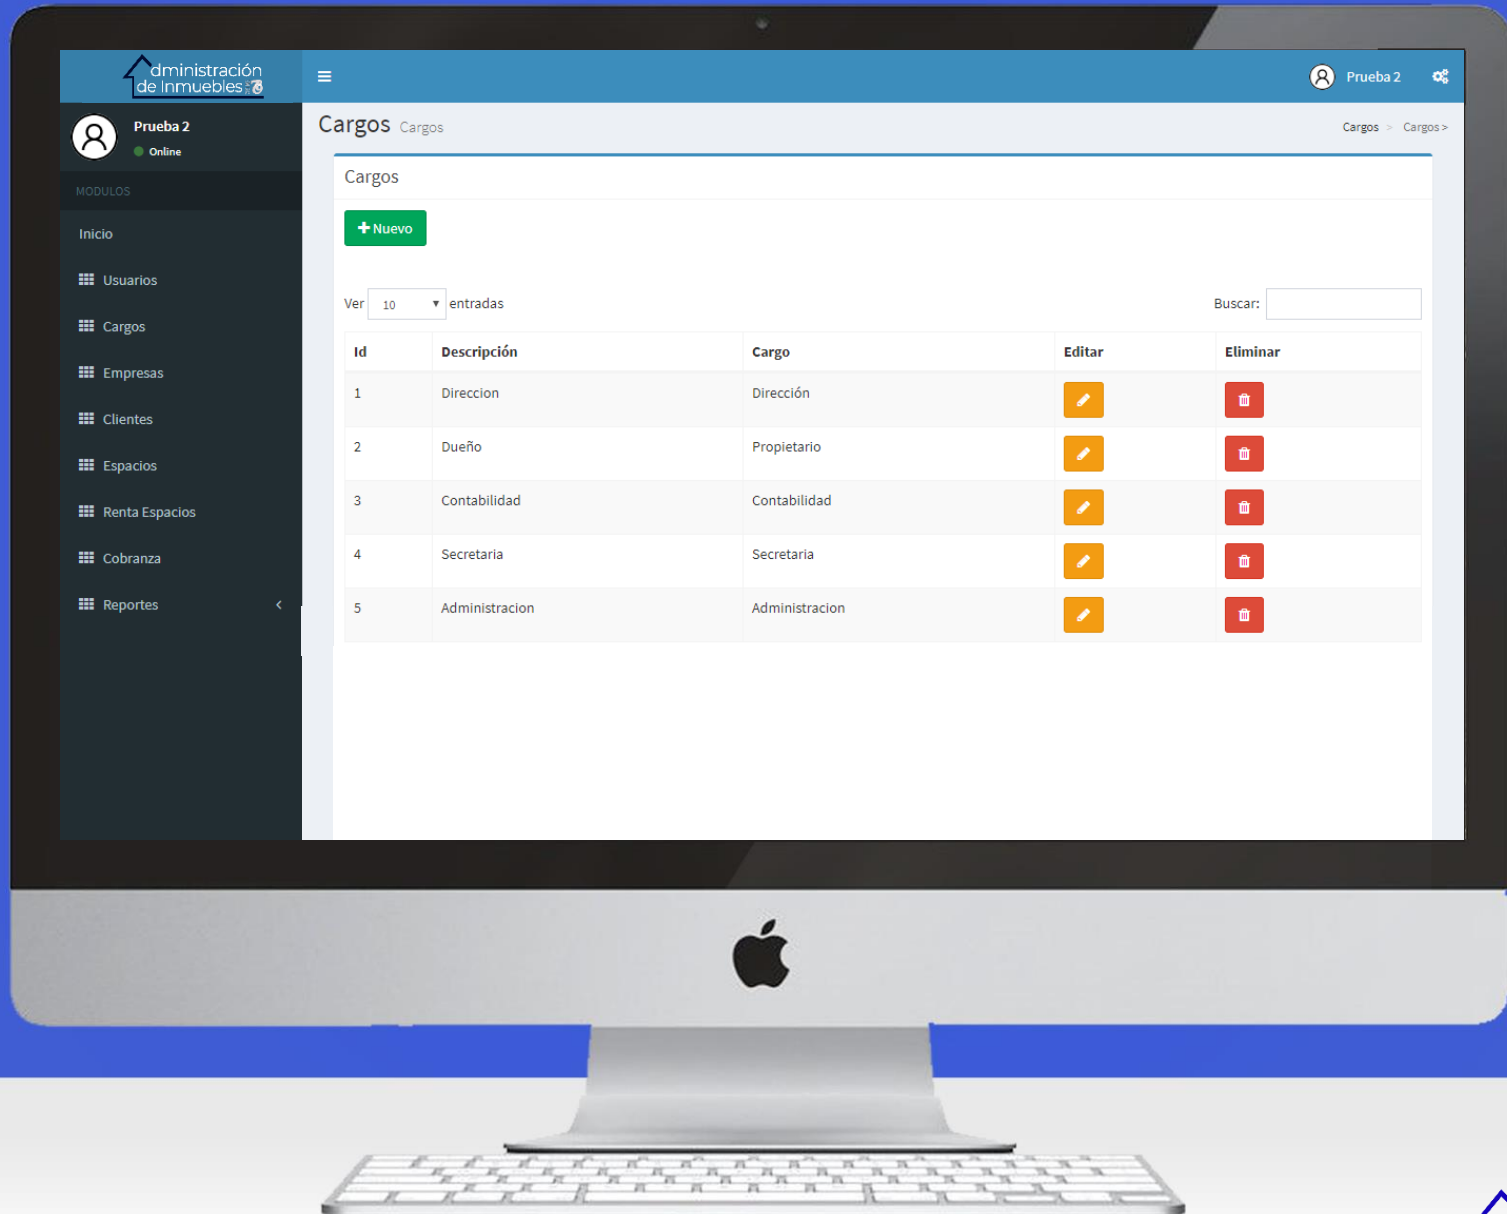 Administración
de Inmuebles
Prueba 2
Prueba 2
Online
MODULOS
Inicio
Usuarios
Cargos
Empresas
Clientes
Espacios
Renta Espacios
Cobranza
Reportes
Cargos Cargos
Cargos > Cargos >
Cargos
+ Nuevo
Ver 10 entradas
Buscar:
Id Descripción Cargo Editar Eliminar
1 Direccion Dirección
2 Dueño Propietario
3 Contabilidad Contabilidad
4 Secretaria Secretaria
5 Administracion Administracion